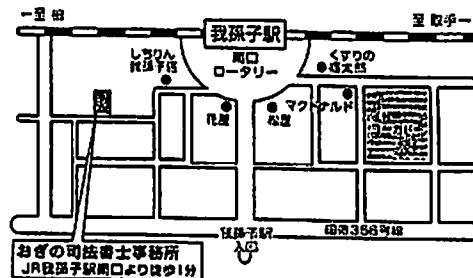 至 柏
我孫子駅
至 取手
南口
ロータリー
しちりん
我孫子店
くすりの
福太郎
花屋
松屋
マクドナルド
我孫子駅
入口
国道356号線
おぎの司法書士事務所
JR我孫子駅南口より徒歩1分